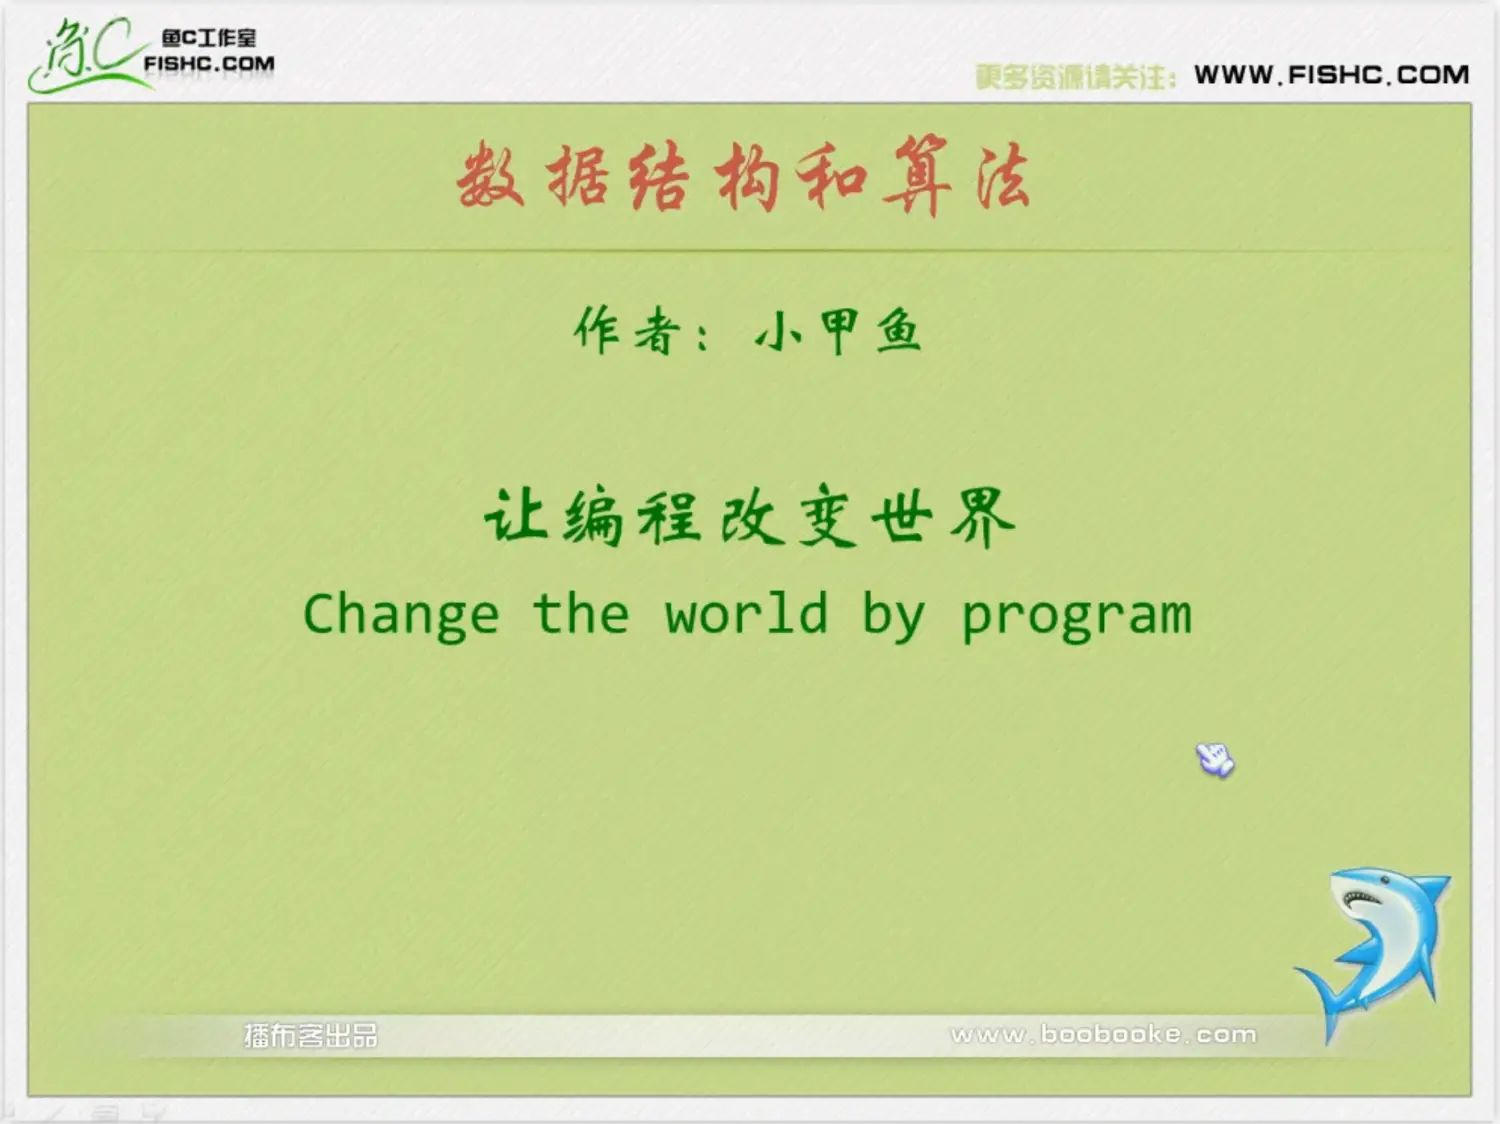 鱼C
鱼C工作室
FISHC.COM
更多资源请关注：WWW.FISHC.COM
数据结构和算法
作者：小甲鱼
让编程改变世界
Change the world by program
播布客出品
www.boobooke.com